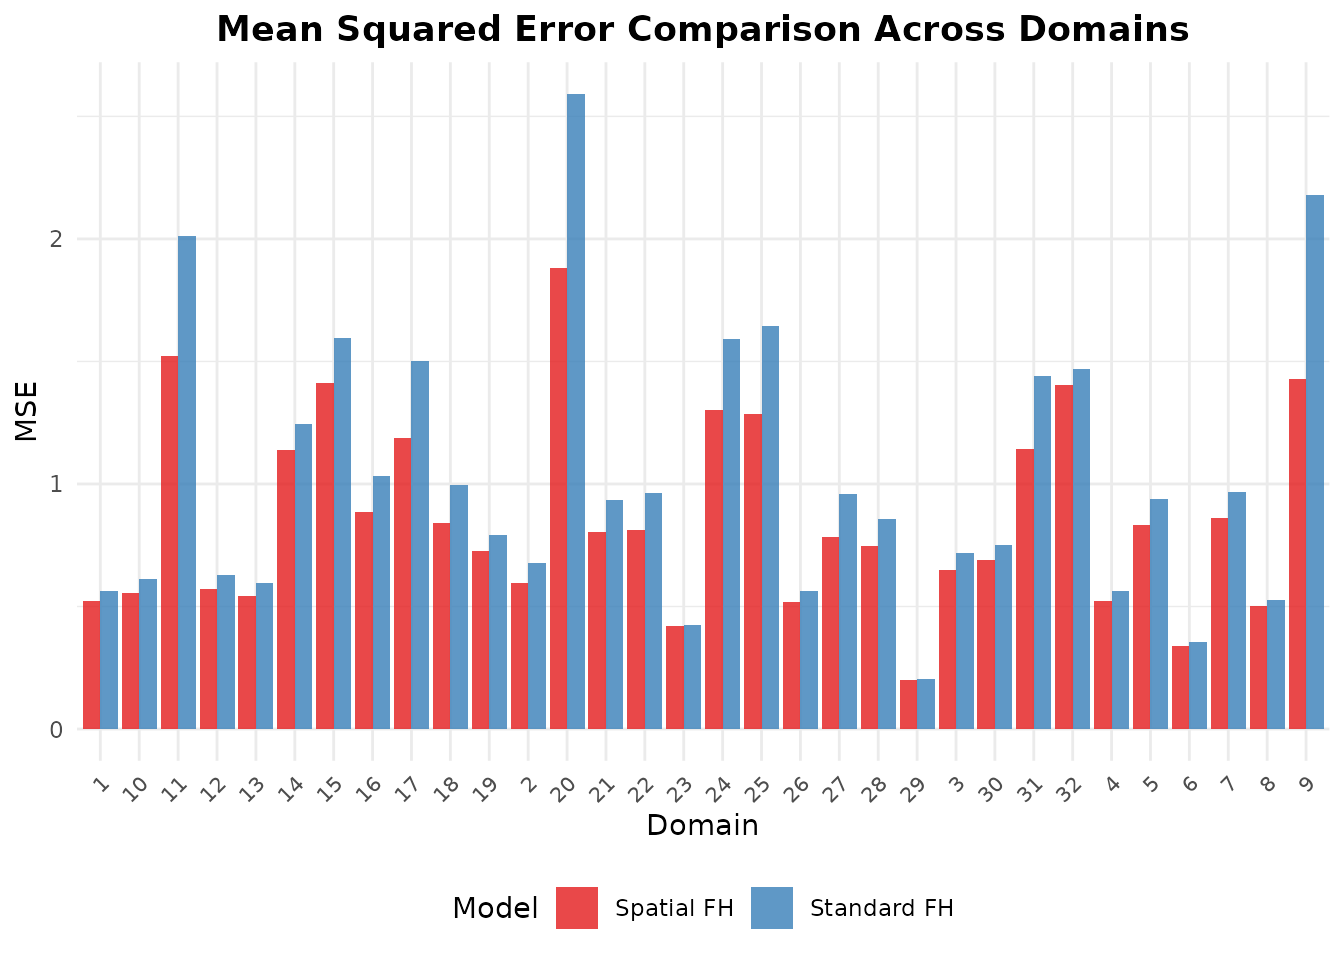 Mean Squared Error Comparison Across Domains
MSE
2
1
0
1 10 11 12 13 14 15 16 17 18 19 2 20 21 22 23 24 25 26 27 28 29 3 30 31 32 4 5 6 7 8 9
Domain
Model Spatial FH Standard FH